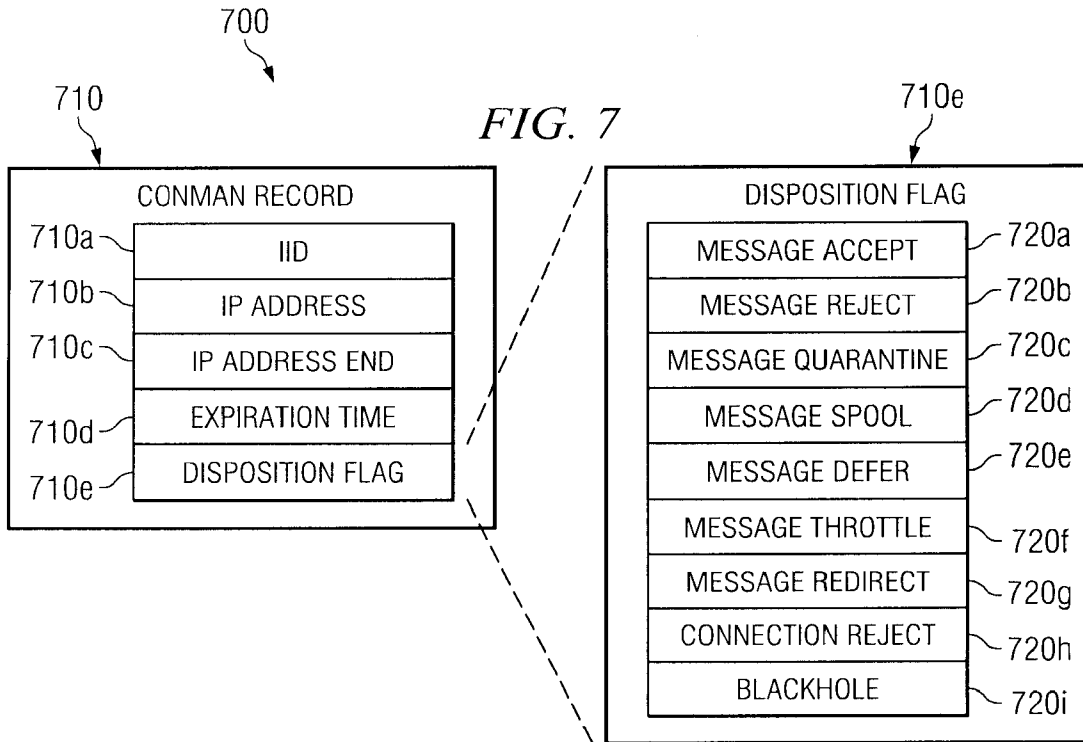 700
710
FIG. 7
710e
CONMAN RECORD
710a
IID
710b
IP ADDRESS
710c
IP ADDRESS END
710d
EXPIRATION TIME
710e
DISPOSITION FLAG
DISPOSITION FLAG
MESSAGE ACCEPT
720a
MESSAGE REJECT
720b
MESSAGE QUARANTINE
720c
MESSAGE SPOOL
720d
MESSAGE DEFER
720e
MESSAGE THROTTLE
720f
MESSAGE REDIRECT
720g
CONNECTION REJECT
720h
BLACKHOLE
720i